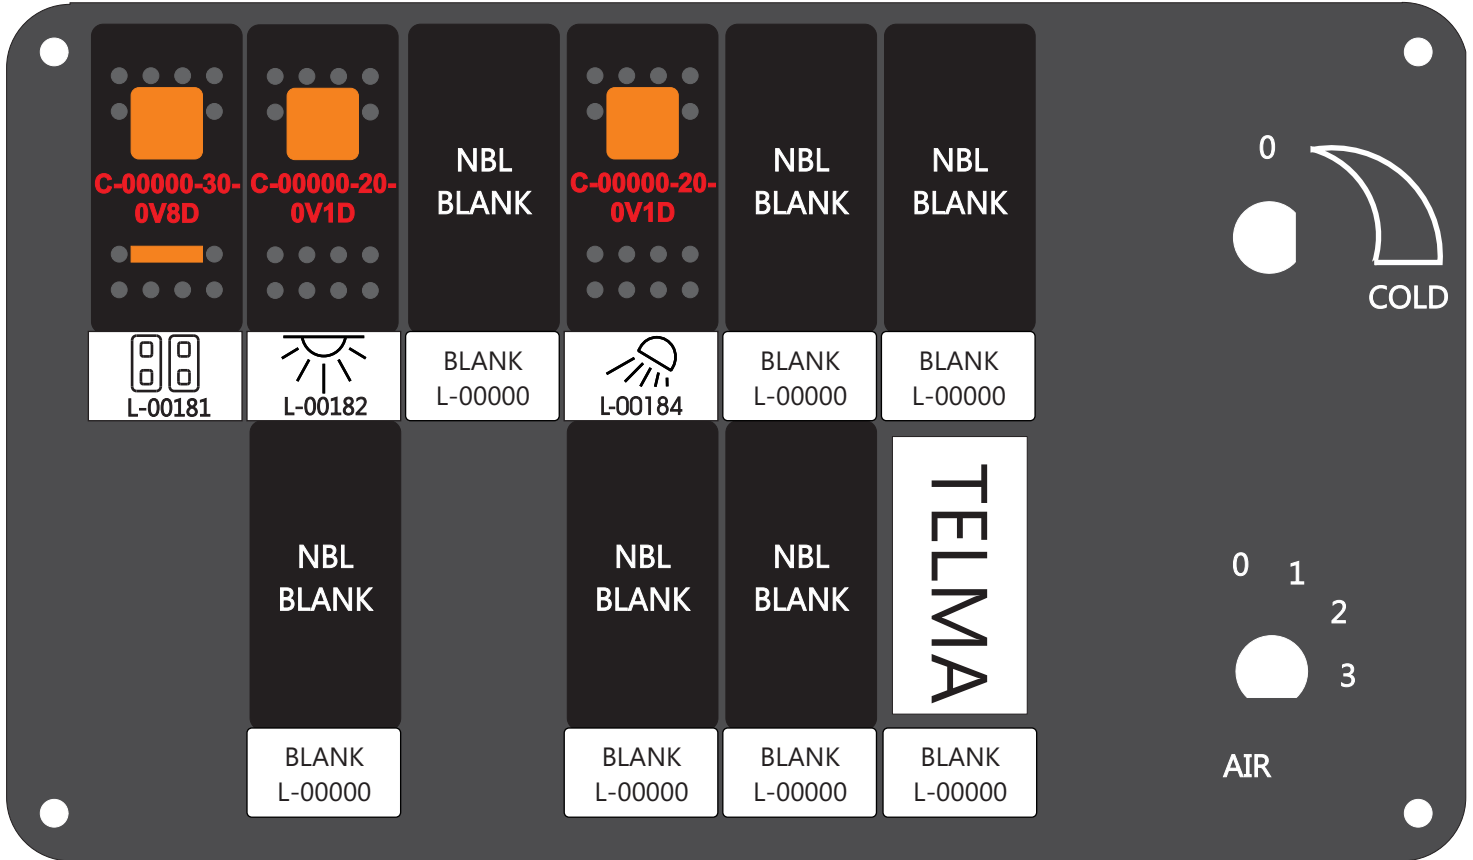 C-00000-30-
0V8D
C-00000-20-
0V1D
NBL
BLANK
C-00000-20-
0V1D
NBL
BLANK
NBL
BLANK
0
COLD
L-00181
L-00182
BLANK
L-00000
L-00184
BLANK
L-00000
BLANK
L-00000
NBL
BLANK
NBL
BLANK
NBL
BLANK
TELMA
0
1
2
3
AIR
BLANK
L-00000
BLANK
L-00000
BLANK
L-00000
BLANK
L-00000